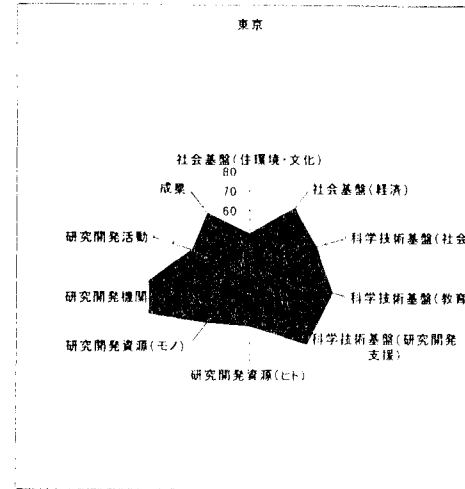 東京
社会基盤(住環境・文化)
80
70
60
成果
社会基盤(経済)
研究開発活動
科学技術基盤(社会
研究開発機関
科学技術基盤(教育
研究開発資源(モノ)
科学技術基盤(研究開発
支援)
研究開発資源(ヒト)